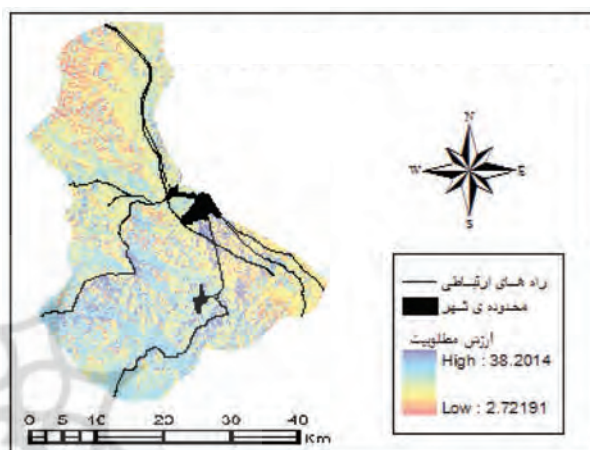 N
W E
S
راه های ارتباطی
محدوده ی شهر
ارزش مطلوبیت
High : 38.2014
Low : 2.72191
0 5 10 20 30 40
Km